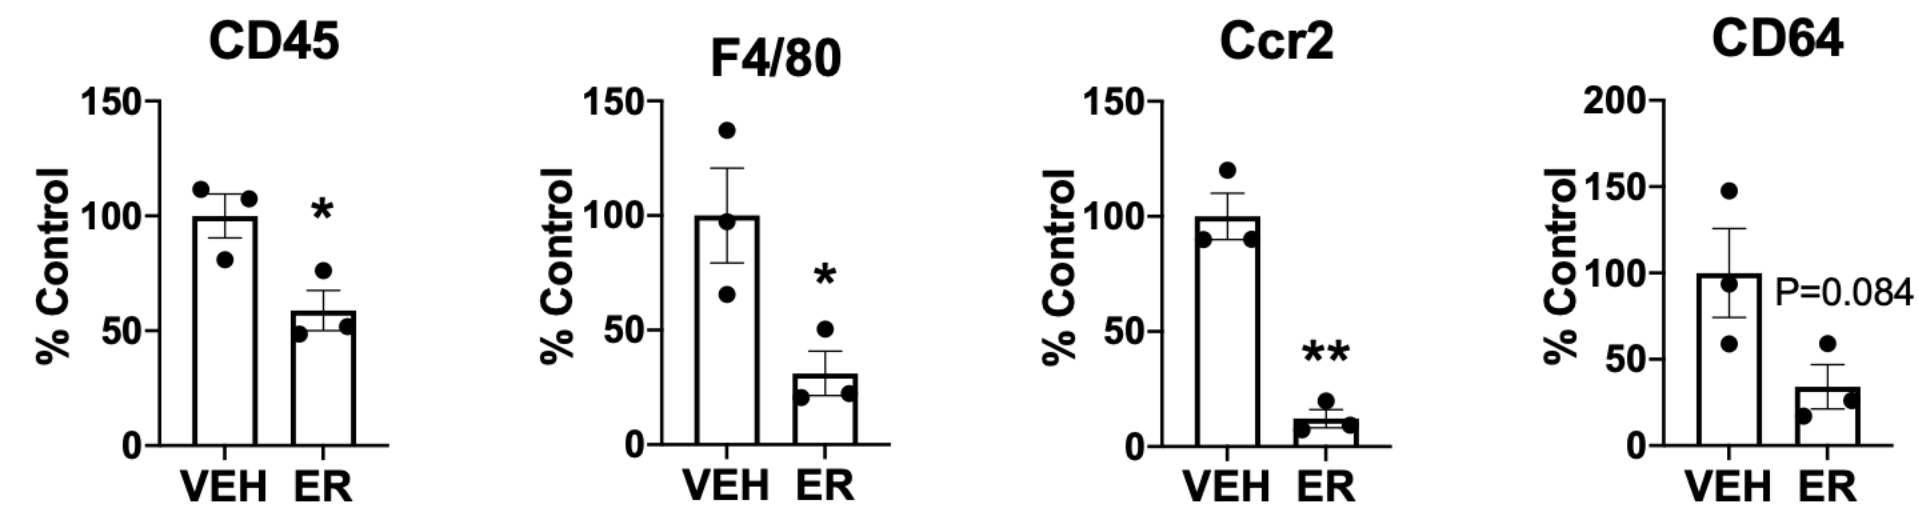 CD45
% Control
150
100
50
0
*
VEH ER
F4/80
% Control
150
100
50
0
*
VEH ER
Ccr2
% Control
150
100
50
0
**
VEH ER
CD64
% Control
200
150
100
50
0
P=0.084
VEH ER